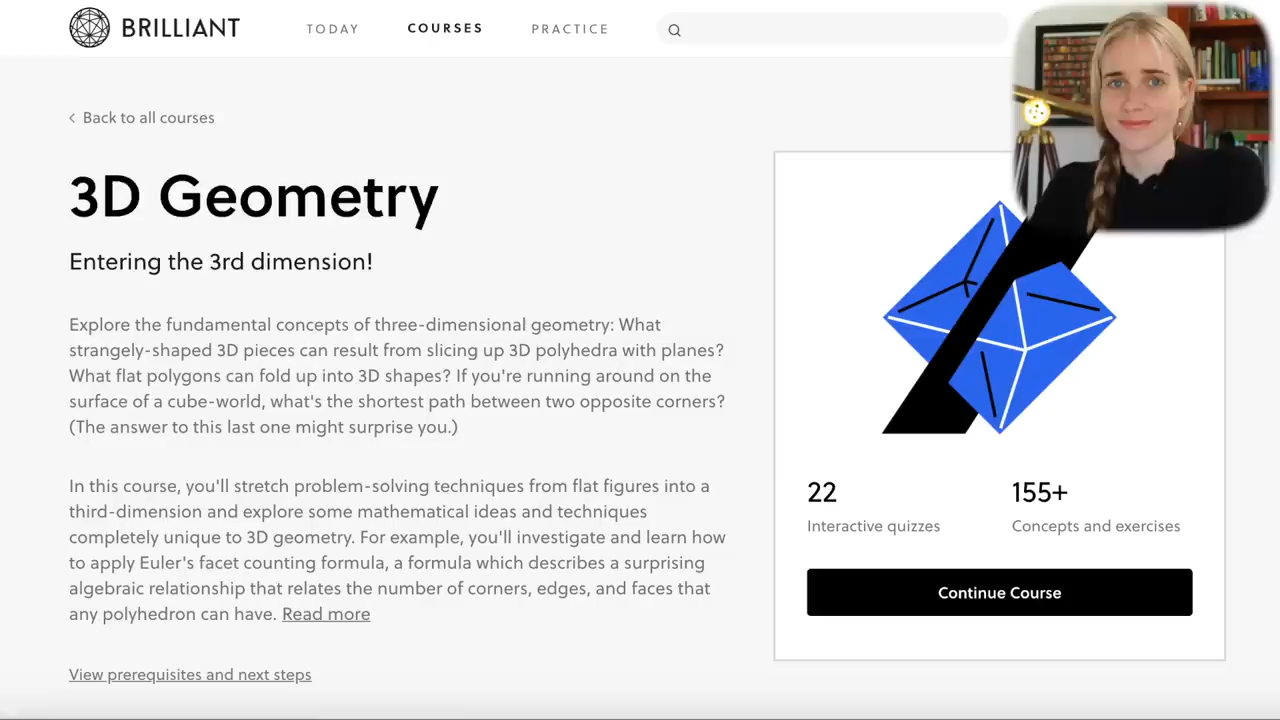 BRILLIANT
TODAY
COURSES
PRACTICE
Back to all courses
3D Geometry
Entering the 3rd dimension!
Explore the fundamental concepts of three-dimensional geometry: What
strangely-shaped 3D pieces can result from slicing up 3D polyhedra with planes?
What flat polygons can fold up into 3D shapes? If you're running around on the
surface of a cube-world, what's the shortest path between two opposite corners?
(The answer to this last one might surprise you.)
In this course, you'll stretch problem-solving techniques from flat figures into a
third-dimension and explore some mathematical ideas and techniques
completely unique to 3D geometry. For example, you'll investigate and learn how
to apply Euler's facet counting formula, a formula which describes a surprising
algebraic relationship that relates the number of corners, edges, and faces that
any polyhedron can have. Read more
View prerequisites and next steps
22
Interactive quizzes
155+
Concepts and exercises
Continue Course